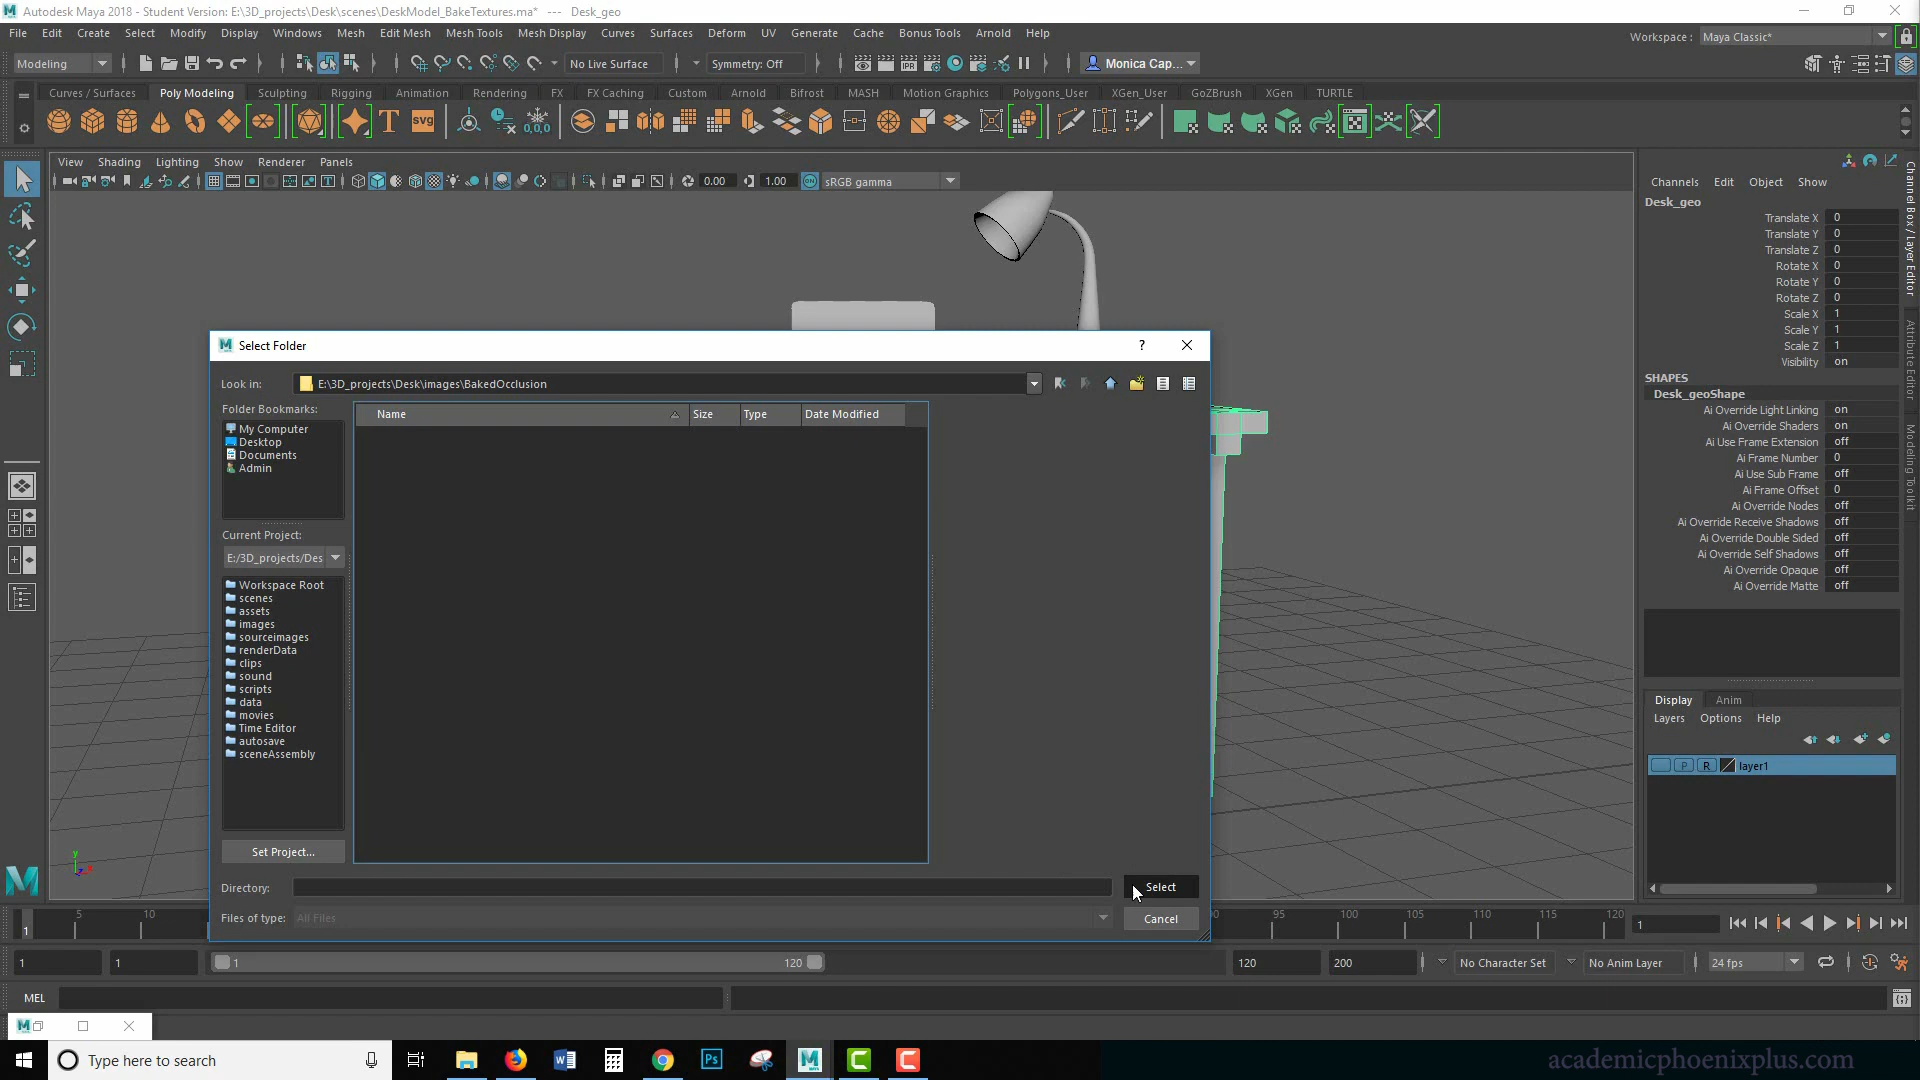 Autodesk Maya 2018 - Student Version: E:\3D_projects\Desk\scenes\DeskModel_BakeTextures.ma* --- Desk_geo
File Edit Create Select Modify Display Windows Mesh Edit Mesh Mesh Tools Mesh Display Curves Surfaces Deform UV Generate Cache Bonus Tools Arnold Help
Workspace : Maya Classic*
Modeling No Live Surface Symmetry: Off Monica Cap...
Curves / Surfaces Poly Modeling Sculpting Rigging Animation Rendering FX FX Caching Custom Arnold Bifrost MASH Motion Graphics Polygons_User XGen_User GoZBrush XGen TURTLE
View Shading Lighting Show Renderer Panels
0.00 1.00 sRGB gamma
Channels Edit Object Show
Desk_geo
Translate X 0
Translate Y 0
Translate Z 0
Rotate X 0
Rotate Y 0
Rotate Z 0
Scale X 1
Scale Y 1
Scale Z 1
Visibility on
SHAPES
Desk_geoShape
Ai Override Light Linking on
Ai Override Shaders on
Ai Use Frame Extension off
Ai Frame Number 0
Ai Use Sub Frame off
Ai Frame Offset 0
Ai Override Nodes off
Ai Override Receive Shadows off
Ai Override Double Sided off
Ai Override Self Shadows off
Ai Override Opaque off
Ai Override Matte off
Channel Box / Layer Editor
Attribute Editor
Modeling Toolkit
Select Folder
Look in: E:\3D_projects\Desk\images\BakedOcclusion
Folder Bookmarks:
Name Size Type Date Modified
My Computer
Desktop
Documents
Admin
Current Project:
E:/3D_projects/Des
Workspace Root
scenes
assets
images
sourceimages
renderData
clips
sound
scripts
data
movies
Time Editor
autosave
sceneAssembly
Set Project...
Directory: Select
Files of type: All Files Cancel
Display Anim
Layers Options Help
P R layer1
1 5 10 90 95 100 105 110 115 120 1
1 1 1 120 120 200 No Character Set No Anim Layer 24 fps
MEL
Type here to search
academicphoenixplus.com